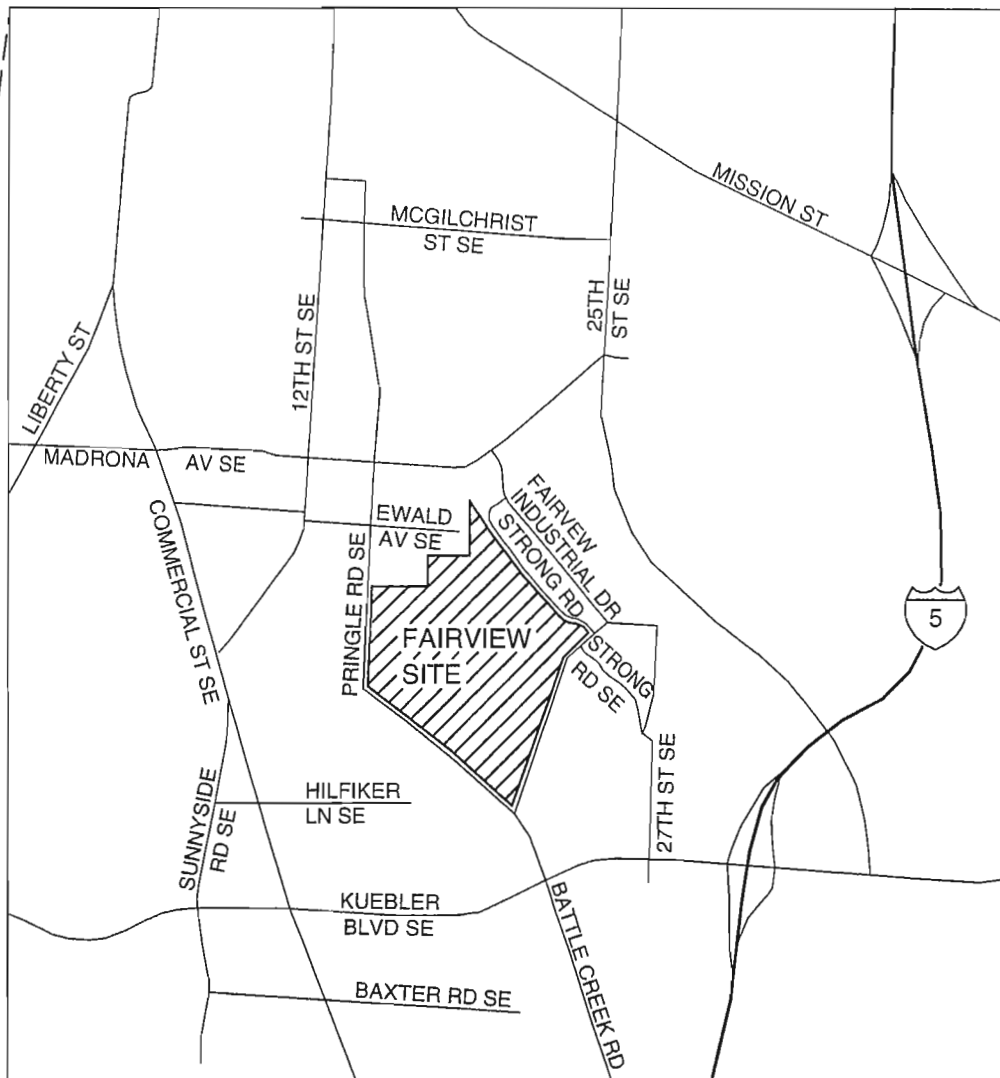 MISSION ST
MCGILCHRIST
ST SE
25TH
ST SE
12TH ST SE
LIBERTY ST
MADRONA AV SE
EWALD
AV SE
FAIRVIEW
INDUSTRIAL DR
STRONG RD
COMMERCIAL ST SE
PRINGLE RD SE
FAIRVIEW
SITE
STRONG
RD SE
5
27TH ST SE
SUNNYSIDE
RD SE
HILFIKER
LN SE
KUEBLER
BLVD SE
BATTLE CREEK RD
BAXTER RD SE